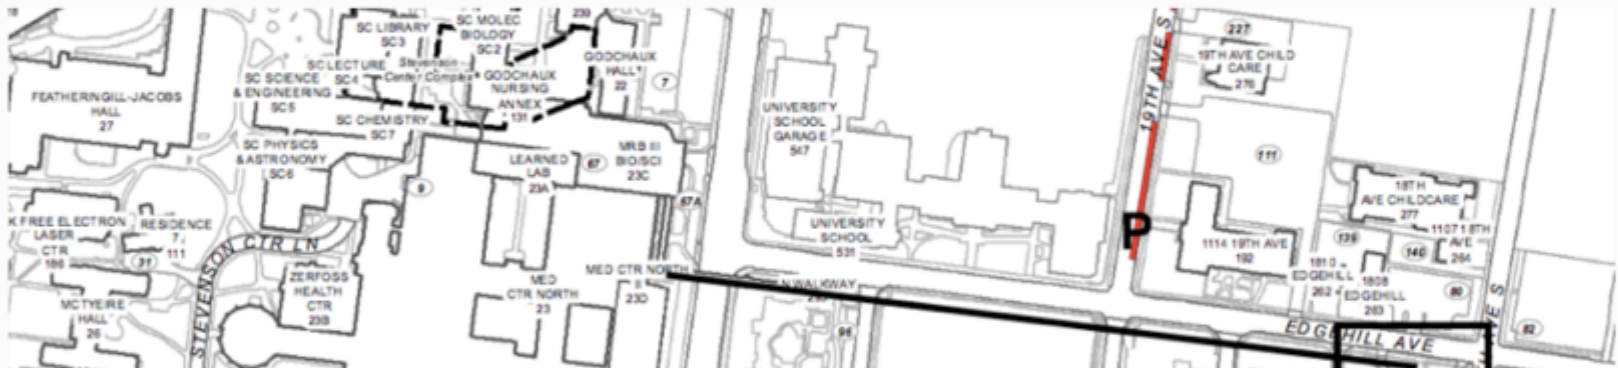 SC LIBRARY
SC3
SC MOLEC
BIOLOGY
SC2
SC LECTURE
SC4
Stevenson
Center Complex
SC SCIENCE
& ENGINEERING
SC5
GODCHAUX
NURSING
ANNEX
131
GODCHAUX
HALL
22
7
FEATHERINGILL-JACOBS
HALL
27
SC CHEMISTRY
SC7
SC PHYSICS
& ASTRONOMY
SC6
LEARNED
LAB
23A
67
MRB III
BIO/SCI
23C
9
67A
K FREE ELECTRON
LASER
CTR
186
RESIDENCE
7
111
31
STEVENSON CTR LN
ZERFOSS
HEALTH
CTR
23B
MCTYEIRE
HALL
26
MED
CTR NORTH
23
MED CTR NORTH
II
23D
UNIVERSITY
SCHOOL
GARAGE
547
UNIVERSITY
SCHOOL
531
N WALKWAY
96
19TH AVE S
P
227
19TH AVE CHILD
CARE
276
111
18TH
AVE CHILDCARE
277
1114 19TH AVE
192
139
140
1107 18TH
AVE
264
1810
EDGEHILL
262
1808
EDGEHILL
263
80
82
EDGEHILL AVE
AVE S